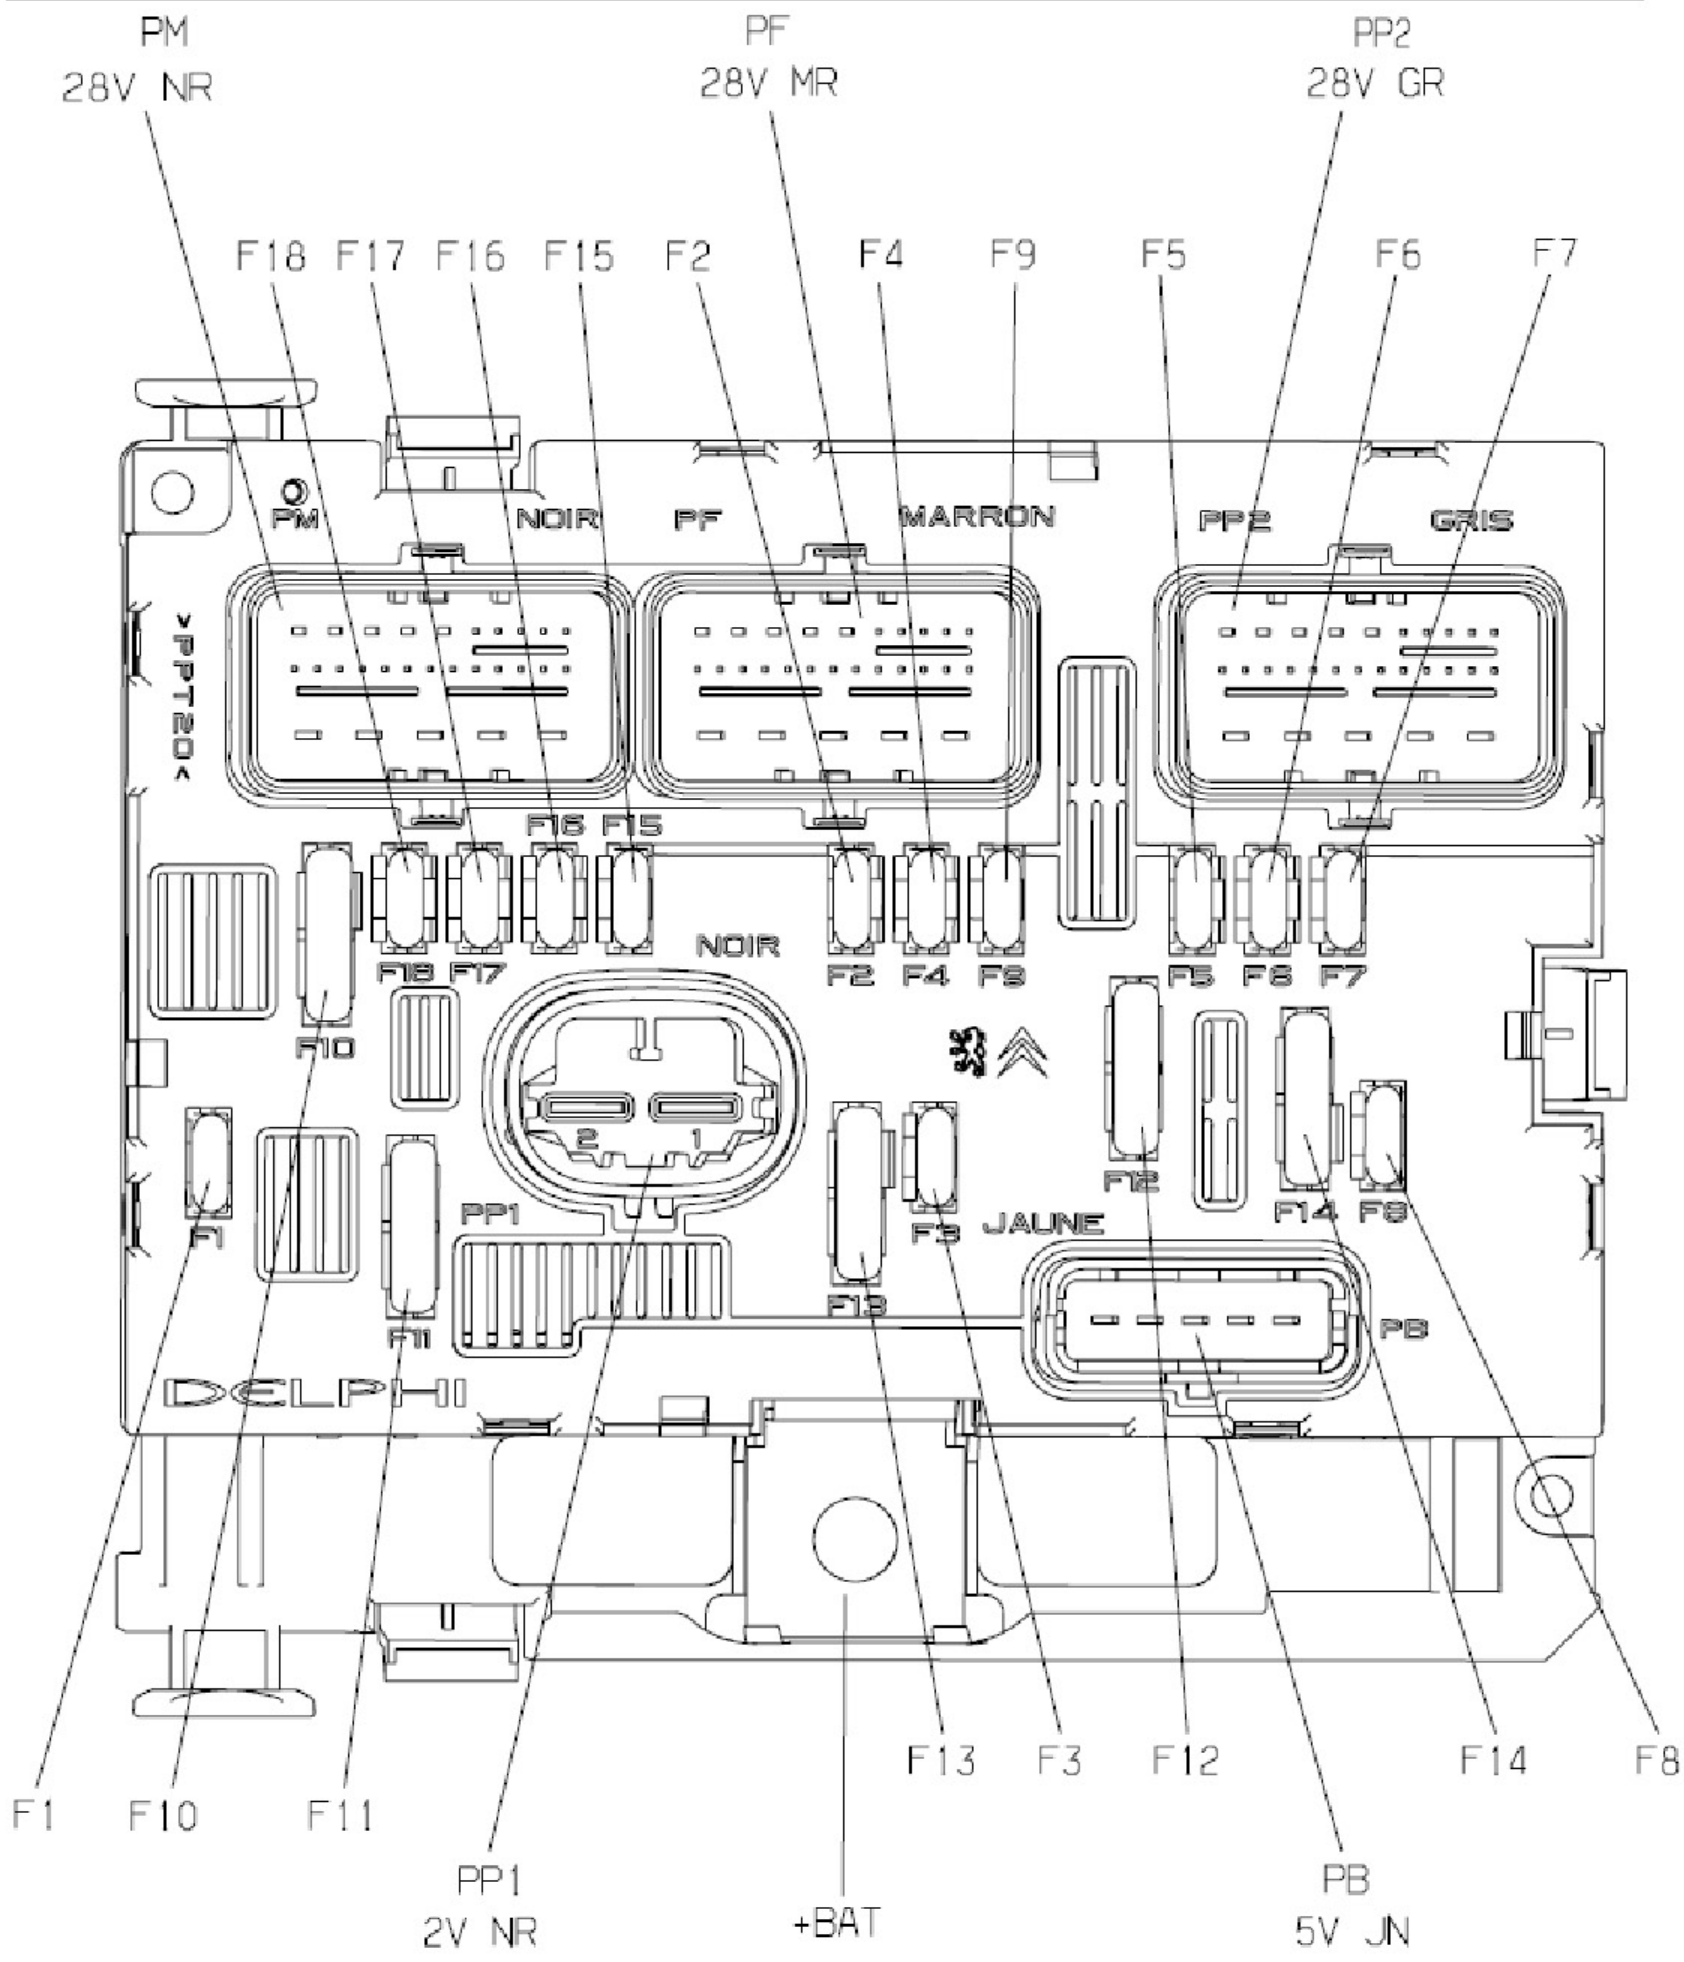 PM
28V NR
PF
28V MR
PP2
28V GR
F18 F17 F16 F15 F2 F4 F9 F5 F6 F7
PM NOIR PF MARRON PP2 GRIS
>PPT20<
F16 F15
NOIR
F18 F17 F2 F4 F9 F5 F6 F7
F10
2 1
F12
F1 PP1 F3 JAUNE F14 F8
F13
F11 PB
DELPHI
F13 F3 F12 F14 F8
F1 F10 F11
PP1
2V NR
+BAT
PB
5V JN